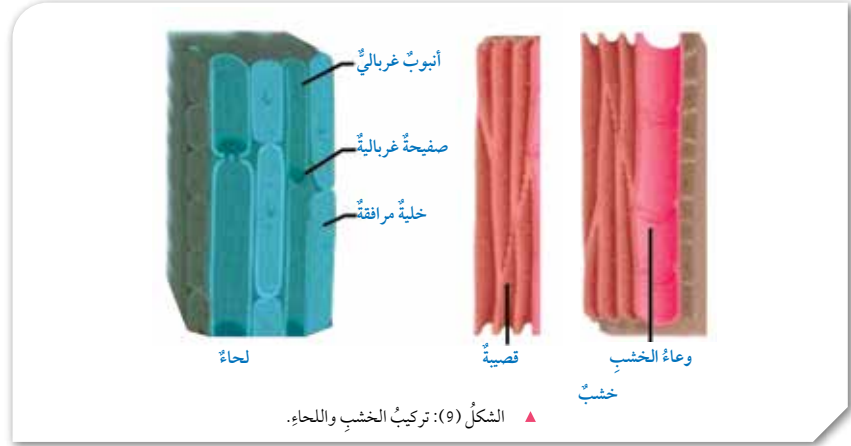 أنبوبٌ غرباليٌّ
صفيحةٌ غرباليةٌ
خليةٌ مرافقةٌ
وعاءُ الخشبِ
قصيبةٌ
لحاءٌ
خشبٌ
▲ الشكلُ (9): تركيبُ الخشبِ واللحاءِ.